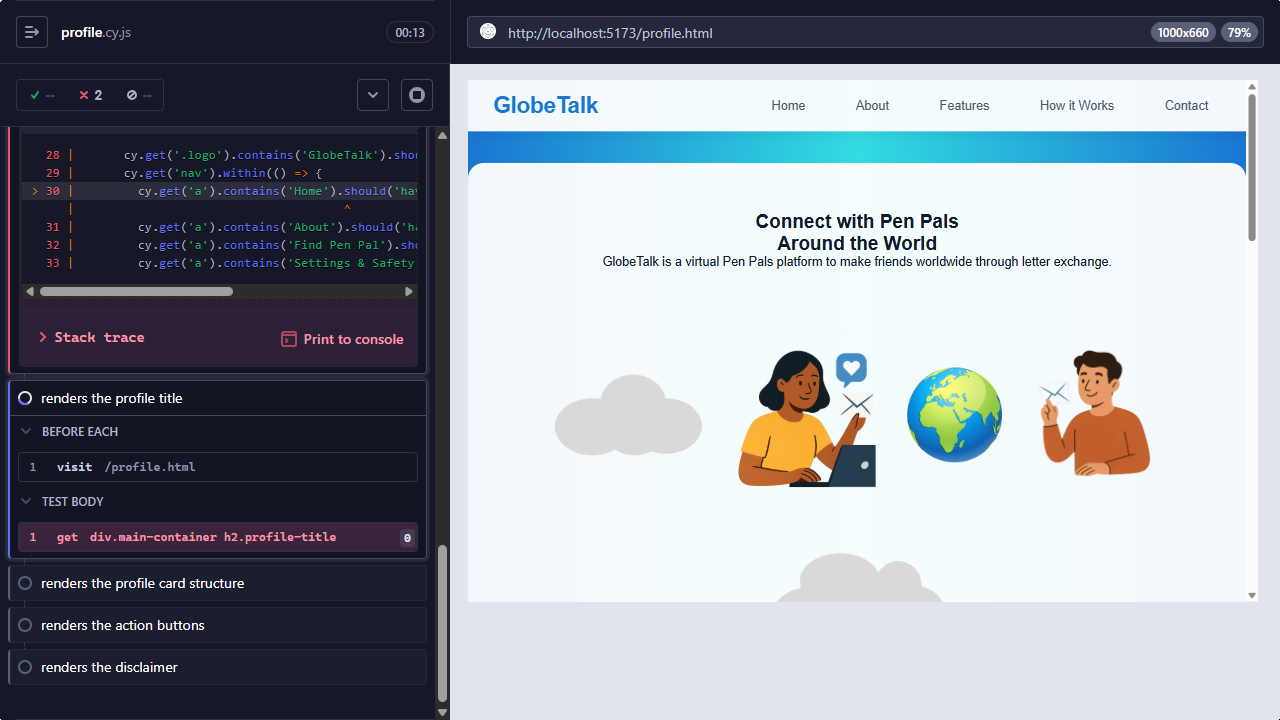 profile.cy.js
00:13
--
2
--
28 | cy.get('.logo').contains('GlobeTalk').shou
29 | cy.get('nav').within(() => {
> 30 | cy.get('a').contains('Home').should('hav
| ^
31 | cy.get('a').contains('About').should('ha
32 | cy.get('a').contains('Find Pen Pal').sho
33 | cy.get('a').contains('Settings & Safety
Stack trace
Print to console
renders the profile title
BEFORE EACH
1 visit /profile.html
TEST BODY
1 get div.main-container h2.profile-title 0
renders the profile card structure
renders the action buttons
renders the disclaimer
http://localhost:5173/profile.html
1000x660
79%
GlobeTalk
Home
About
Features
How it Works
Contact
Connect with Pen Pals
Around the World
GlobeTalk is a virtual Pen Pals platform to make friends worldwide through letter exchange.